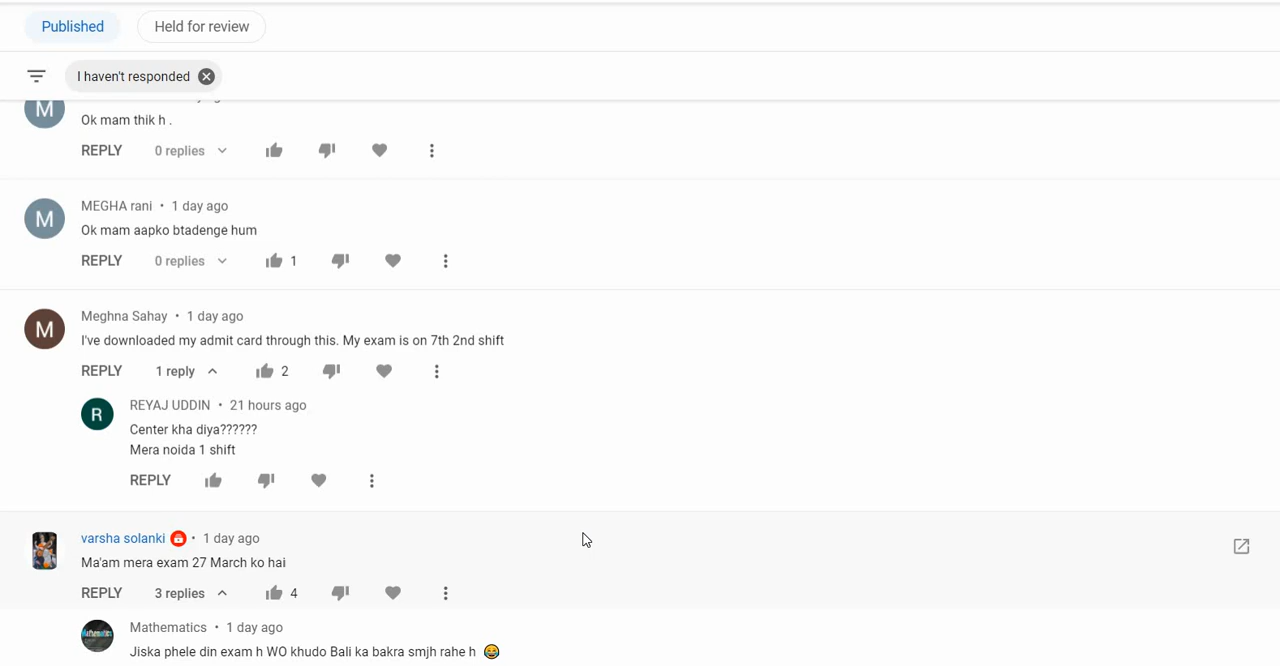 Published
Held for review
I haven't responded
M
Ok mam thik h .
REPLY 0 replies
M
MEGHA rani • 1 day ago
Ok mam aapko btadenge hum
REPLY 0 replies 1
M
Meghna Sahay • 1 day ago
I've downloaded my admit card through this. My exam is on 7th 2nd shift
REPLY 1 reply 2
R
REYAJ UDDIN • 21 hours ago
Center kha diya??????
Mera noida 1 shift
REPLY
varsha solanki • 1 day ago
Ma'am mera exam 27 March ko hai
REPLY 3 replies 4
Mathematics
Mathematics • 1 day ago
Jiska phele din exam h WO khudo Bali ka bakra smjh rahe h 😂